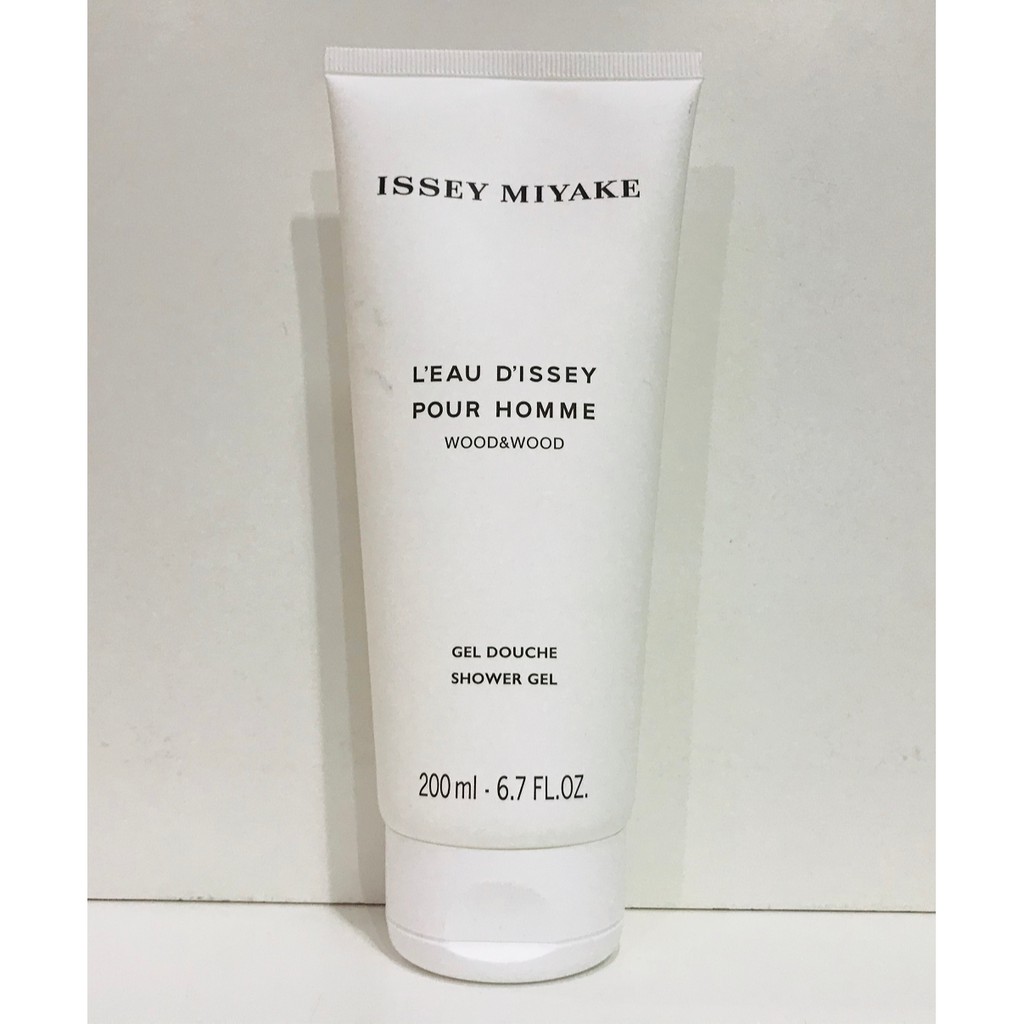 ISSEY MIYAKE
L'EAU D'ISSEY
POUR HOMME
WOOD&WOOD
GEL DOUCHE
SHOWER GEL
200 ml - 6.7 FL.OZ.